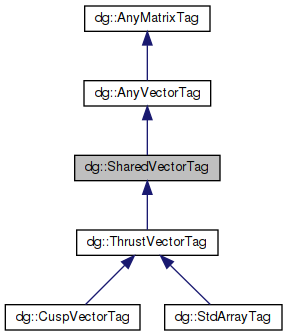 dg::AnyMatrixTag
dg::AnyVectorTag
dg::SharedVectorTag
dg::ThrustVectorTag
dg::CuspVectorTag
dg::StdArrayTag